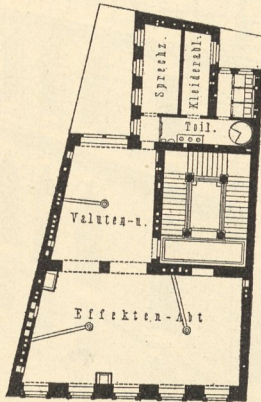 Sprechz.
Kleiderabl.
Toil.
Valuten-u.
Effekten-Abt